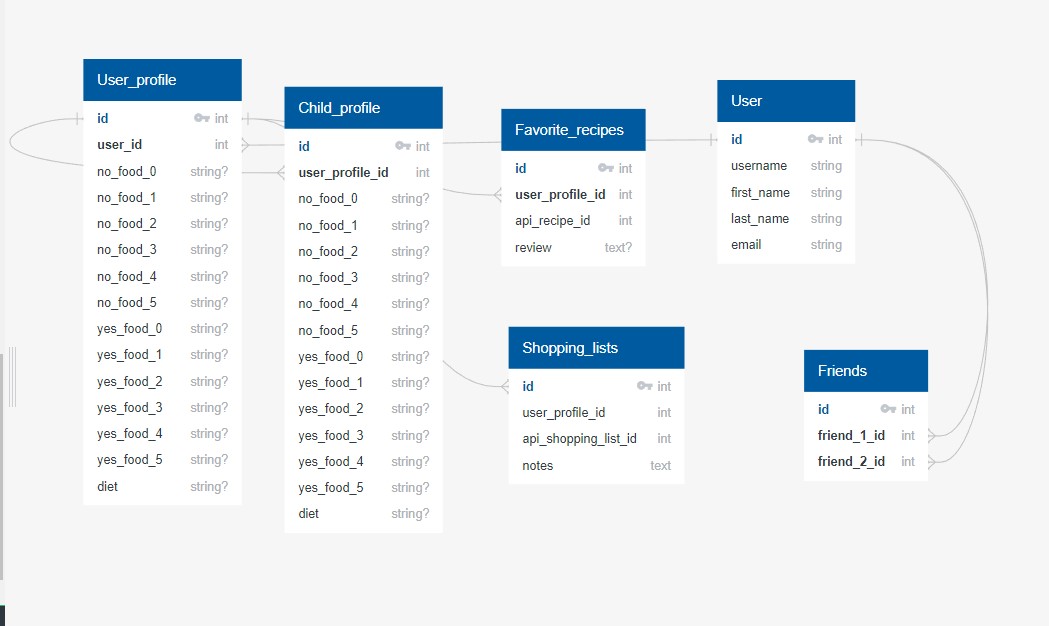 User_profile
id int
user_id int
no_food_0 string?
no_food_1 string?
no_food_2 string?
no_food_3 string?
no_food_4 string?
no_food_5 string?
yes_food_0 string?
yes_food_1 string?
yes_food_2 string?
yes_food_3 string?
yes_food_4 string?
yes_food_5 string?
diet string?
Child_profile
id int
user_profile_id int
no_food_0 string?
no_food_1 string?
no_food_2 string?
no_food_3 string?
no_food_4 string?
no_food_5 string?
yes_food_0 string?
yes_food_1 string?
yes_food_2 string?
yes_food_3 string?
yes_food_4 string?
yes_food_5 string?
diet string?
Favorite_recipes
id int
user_profile_id int
api_recipe_id int
review text?
Shopping_lists
id int
user_profile_id int
api_shopping_list_id int
notes text
User
id int
username string
first_name string
last_name string
email string
Friends
id int
friend_1_id int
friend_2_id int